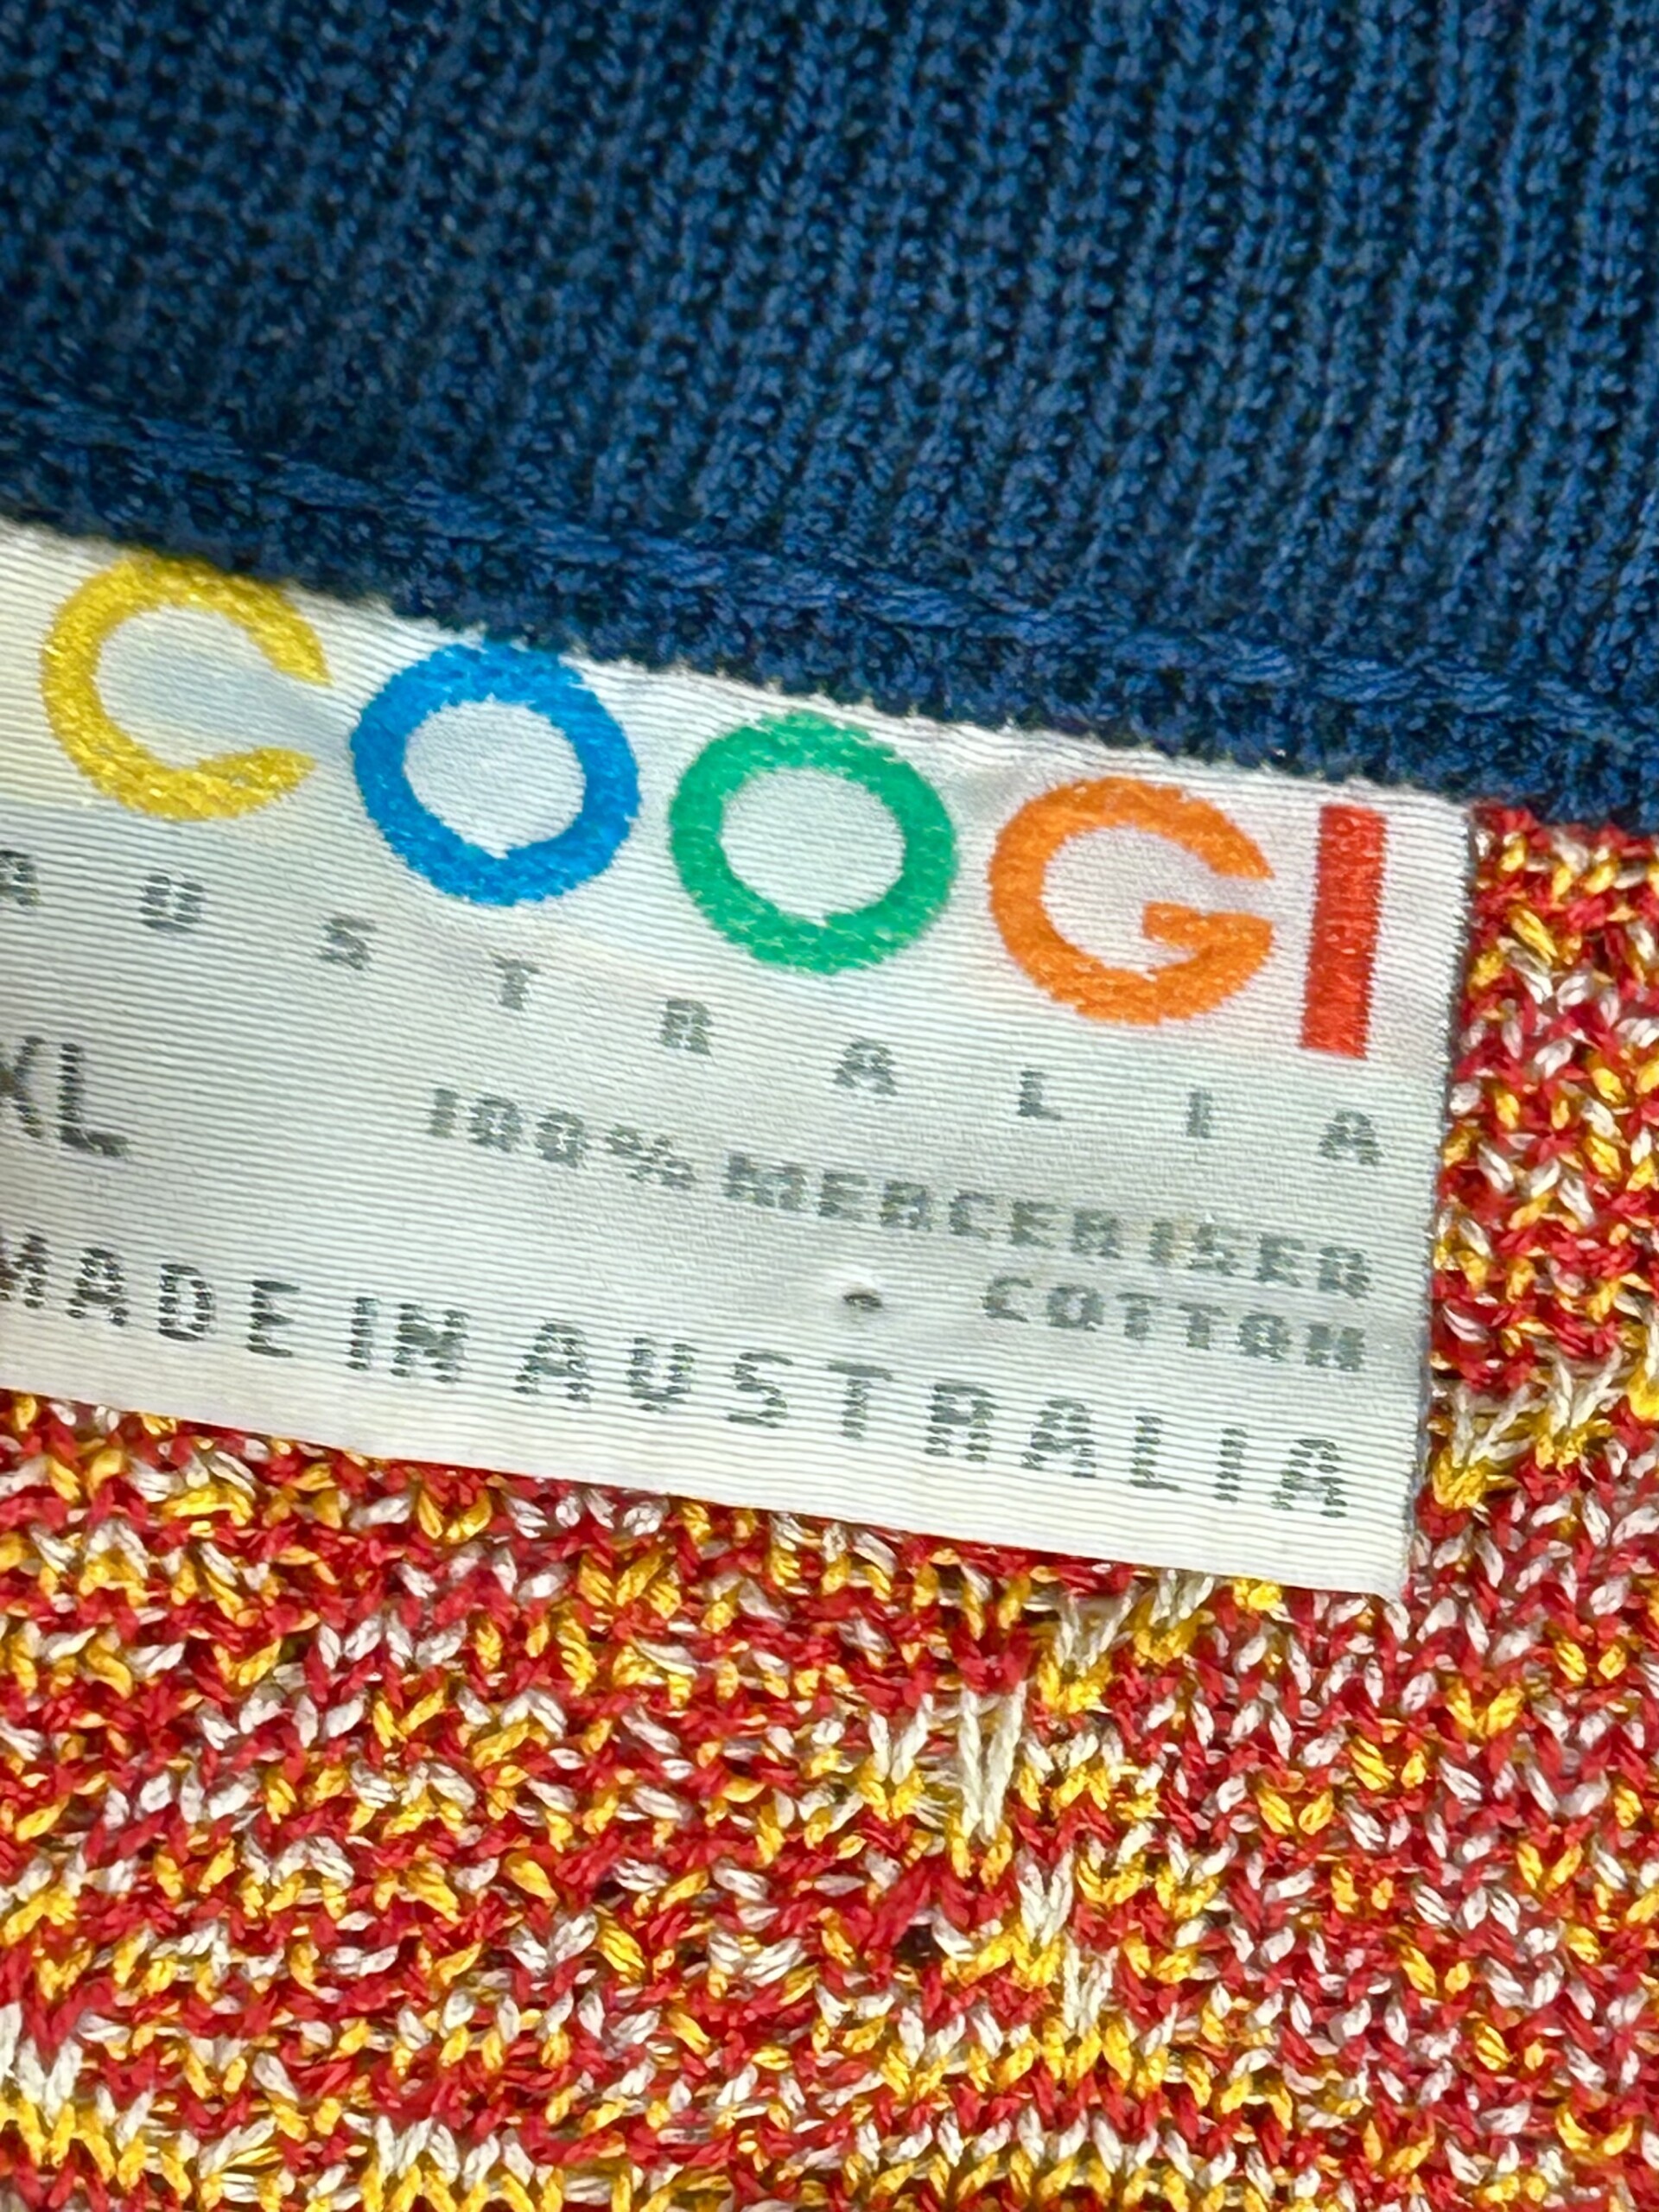 COOGI
AUSTRALIA
XL
100% MERCERISED
COTTON
MADE IN AUSTRALIA